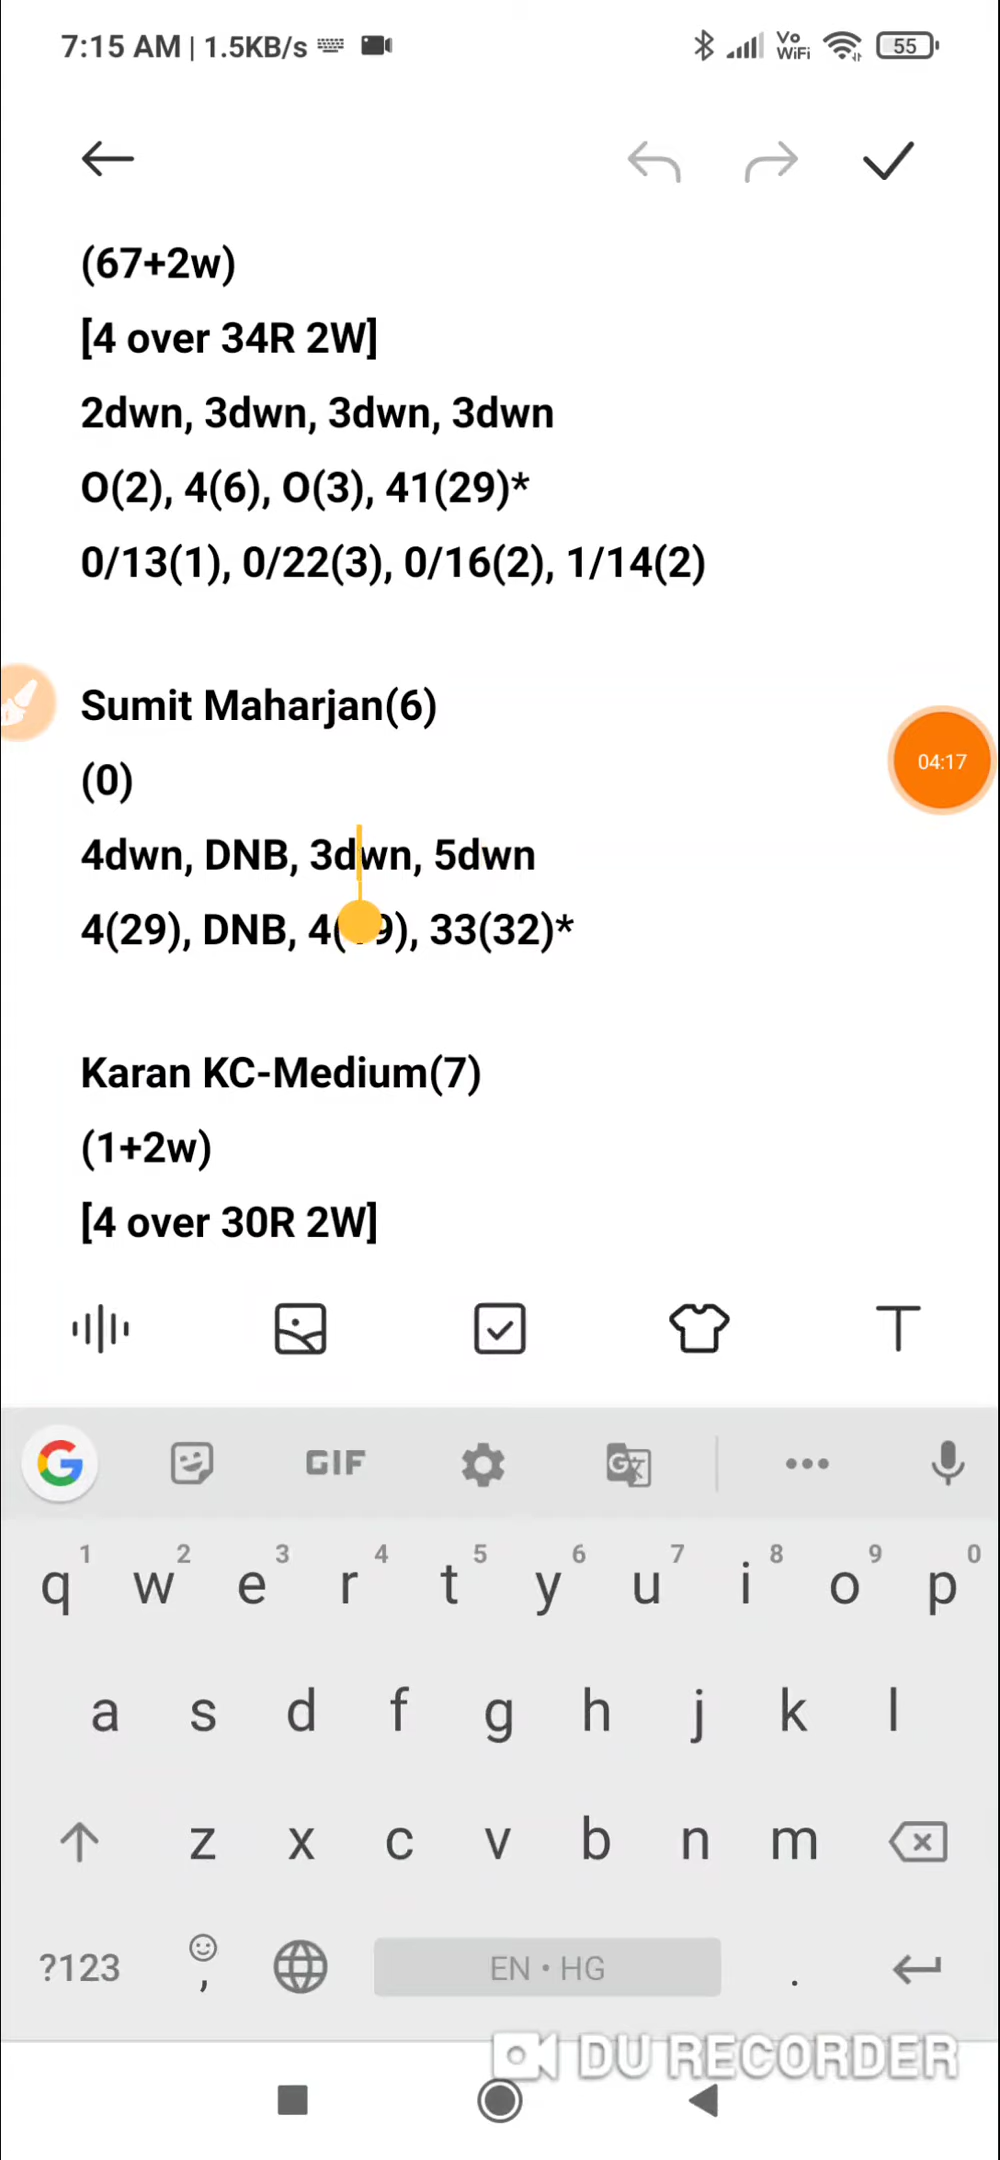 7:15 AM | 1.5KB/s
Vo WiFi 55
(67+2w)
[4 over 34R 2W]
2dwn, 3dwn, 3dwn, 3dwn
O(2), 4(6), O(3), 41(29)*
0/13(1), 0/22(3), 0/16(2), 1/14(2)
Sumit Maharjan(6)
04:17
(0)
4dwn, DNB, 3dwn, 5dwn
4(29), DNB, 33(32)*
Karan KC-Medium(7)
(1+2w)
[4 over 30R 2W]
T
G GIF G
1 2 3 4 5 6 7 8 9 0
q w e r t y u i o p
a s d f g h j k l
z x c v b n m
?123 , EN • HG .
DU RECORDER